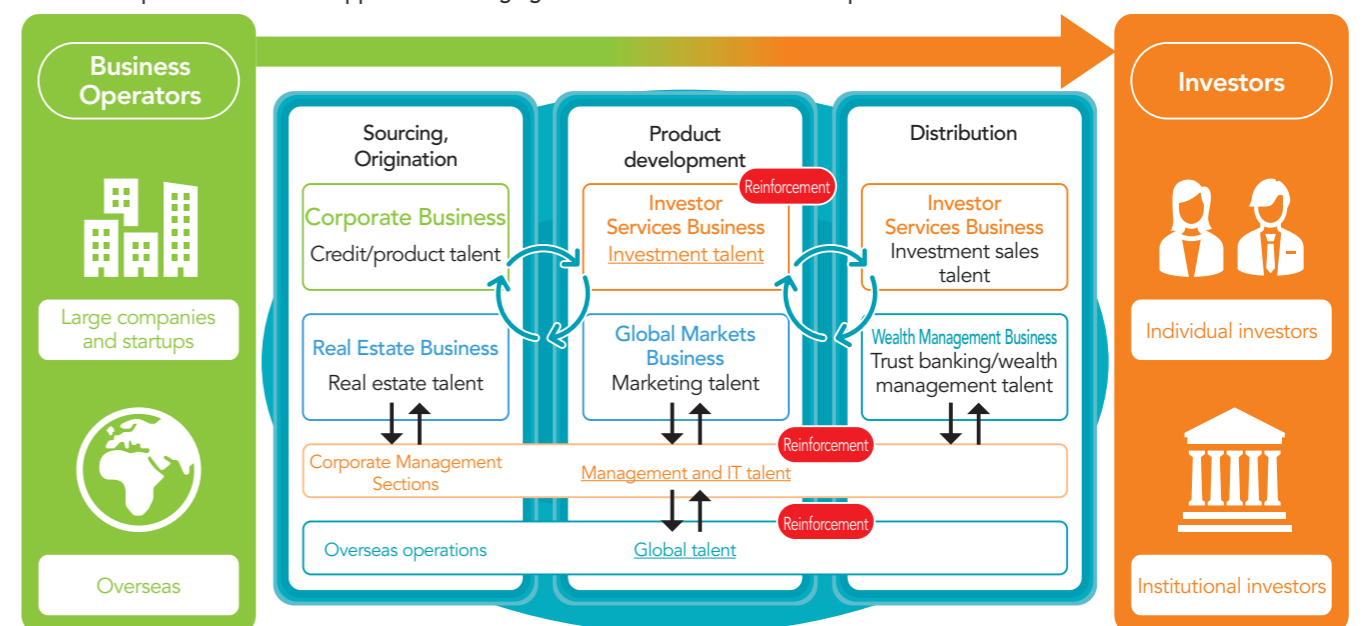 Business
Operators
Large companies
and startups
Overseas
Sourcing,
Origination
Corporate Business
Credit/product talent
Real Estate Business
Real estate talent
Product
development
Reinforcement
Investor
Services Business
Investment talent
Global Markets
Business
Marketing talent
Distribution
Investor
Services Business
Investment sales
talent
Wealth Management Business
Trust banking/wealth
management talent
Corporate Management
Sections
Management and IT talent
Reinforcement
Overseas operations
Global talent
Reinforcement
Investors
Individual investors
Institutional investors